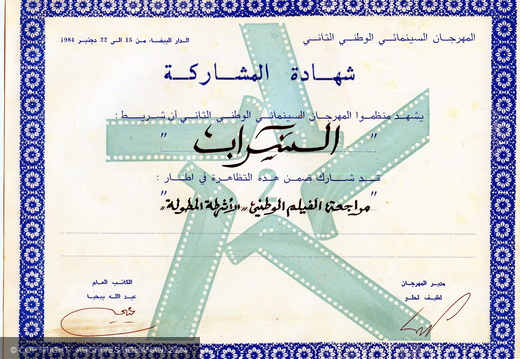 المهرجان السينمائي الوطني الثاني
الدار البيضاء، من 15 الى 22 دجنبر 1984
شهادة المشاركة
يشهد منظموا المهرجان السينمائي الوطني الثاني أن شريط :
" السراب "
قد شارك ضمن هذه التظاهرة في اطار :
"مراجعة الفيلم الوطني" "الأشرطة المطولة"
مدير المهرجان
لطيف لحلو
الكاتب العام
عبد الله بيحيا